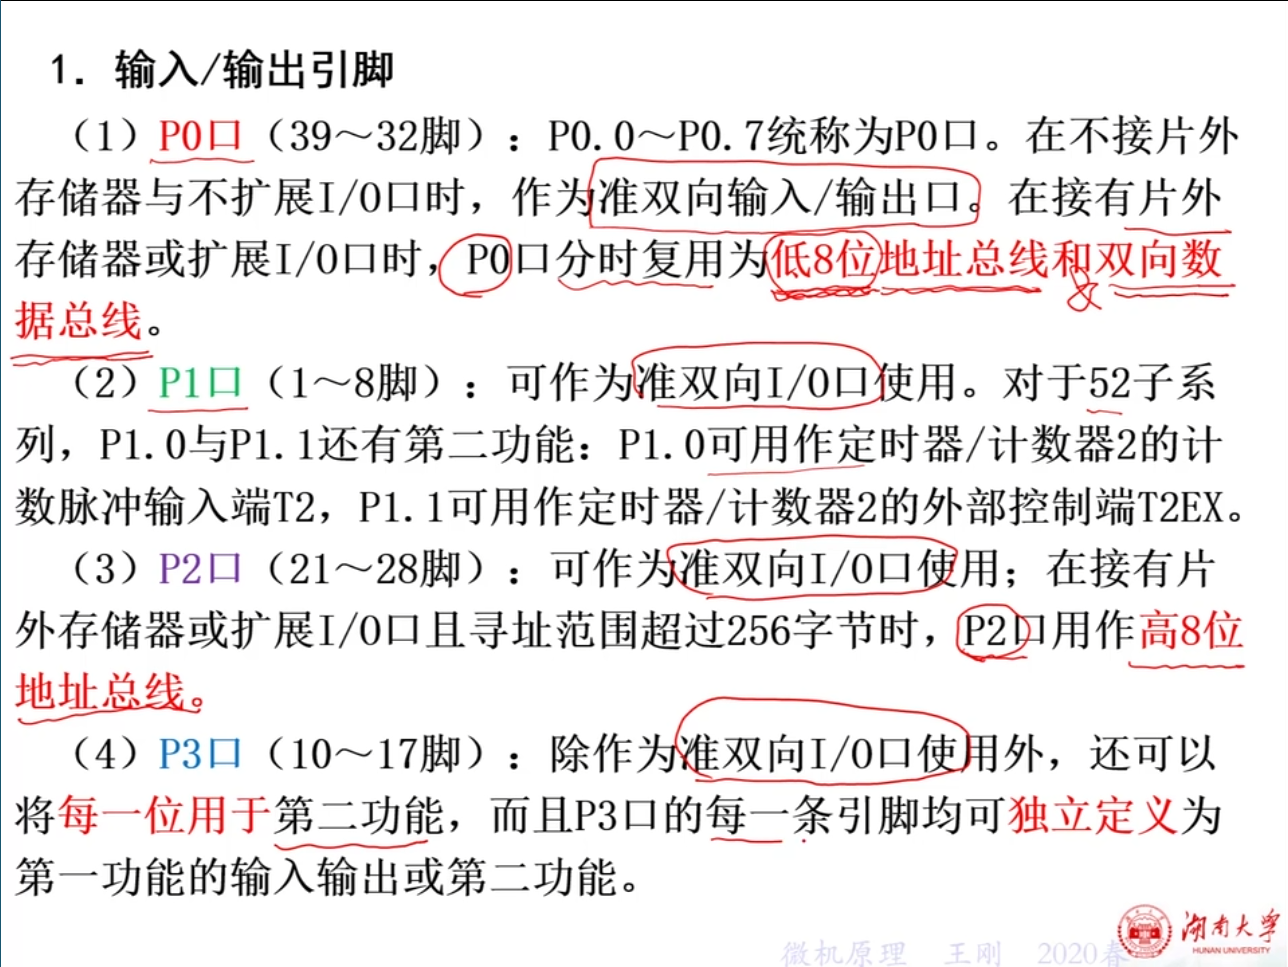 1. 输入/输出引脚
（1）P0口（39～32脚）：P0.0～P0.7统称为P0口。在不接片外
存储器与不扩展I/O口时，作为准双向输入/输出口。在接有片外
存储器或扩展I/O口时，P0口分时复用为低8位地址总线和双向数
据总线。
（2）P1口（1～8脚）：可作为准双向I/O口使用。对于52子系
列，P1.0与P1.1还有第二功能：P1.0可用作定时器/计数器2的计
数脉冲输入端T2，P1.1可用作定时器/计数器2的外部控制端T2EX。
（3）P2口（21～28脚）：可作为准双向I/O口使用；在接有片
外存储器或扩展I/O口且寻址范围超过256字节时，P2口用作高8位
地址总线。
（4）P3口（10～17脚）：除作为准双向I/O口使用外，还可以
将每一位用于第二功能，而且P3口的每一条引脚均可独立定义为
第一功能的输入输出或第二功能。
湖南大学
HUNAN UNIVERSITY
微机原理 王刚 2020春